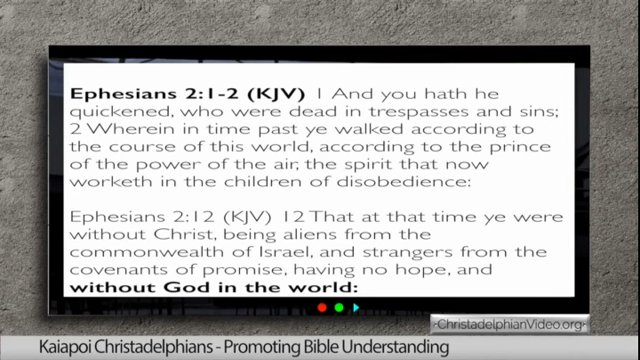 Ephesians 2:1-2 (KJV) 1 And you hath he
quickened, who were dead in trespasses and sins;
2 Wherein in time past ye walked according to
the course of this world, according to the prince
of the power of the air, the spirit that now
worketh in the children of disobedience:
Ephesians 2:12 (KJV) 12 That at that time ye were
without Christ, being aliens from the
commonwealth of Israel, and strangers from the
covenants of promise, having no hope, and
without God in the world:
ChristadelphianVideo.org
Kaiapoi Christadelphians - Promoting Bible Understanding